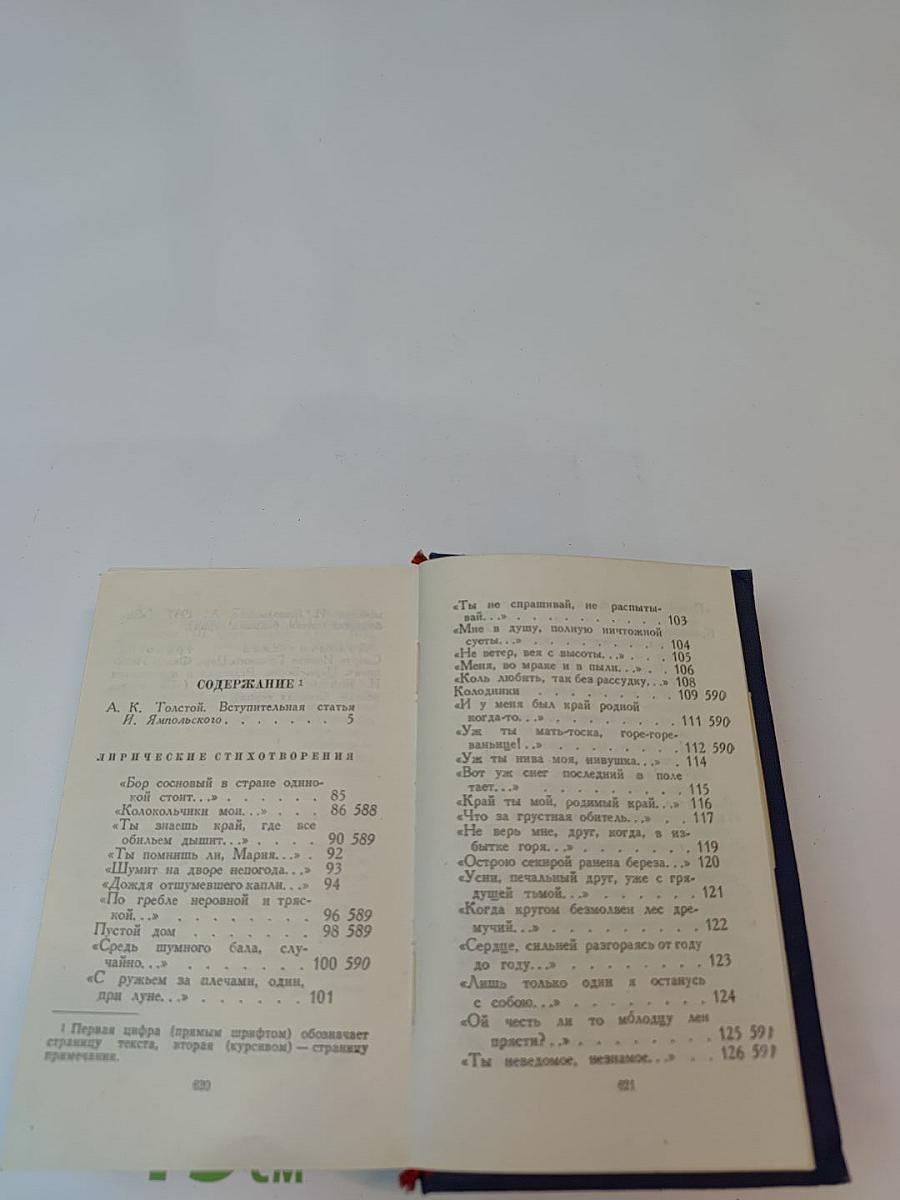 СОДЕРЖАНИЕ 1
А. К. Толстой. Вступительная статья
И. Ямпольского . . . . . . . 5
ЛИРИЧЕСКИЕ СТИХОТВОРЕНИЯ
«Бор сосновый в стране одино-
кой стоит. . .» . . . . . . 85
«Колокольчики мои. . .» . . . 86 588
«Ты знаешь край, где все
обильем дышит. . .» . . . . 90 589
«Ты помнишь ли, Мария. . .» . 92
«Шумит на дворе непогода. . .» 93
«Дождя отшумевшего капли. . .» 94
«По гребле неровной и тряс-
кой. . .» . . . . . . . . 96 589
Пустой дом . . . . . . . 98 589
«Средь шумного бала, слу-
чайно. . .» . . . . . . . 100 590
«С ружьем за плечами, один,
при луне. . .» . . . . . . 101
1 Первая цифра (прямым шрифтом) обозначает
страницу текста, вторая (курсивом) — страницу
примечания.
620
«Ты не спрашивай, не распыты-
вай. . .» . . . . . . . . . . 103
«Мне в душу, полную ничтожной
суеты. . .» . . . . . . . . . 104
«Не ветер, вея с высоты. . .» . . . 105
«Меня, во мраке и в пыли. . .» . . 106
«Коль любить, так без рассудку. . .» 108
Колодники . . . . . . . . 109 590
«И у меня был край родной
когда-то. . .» . . . . . . . . 111 590
«Уж ты мать-тоска, горе-горе-
ваньице! . .» . . . . . . . . 112 590
«Уж ты нива моя, нивушка. . .» . 114
«Вот уж снег последний в поле
тает. . .» . . . . . . . . . . 115
«Край ты мой, родимый край. . .» 116
«Что за грустная обитель. . .» . . 117
«Не верь мне, друг, когда, в из-
бытке горя. . .» . . . . . . . 119
«Острою секирой ранена береза. . .» 120
«Усни, печальный друг, уже с гря-
дущей тьмой. . .» . . . . . . 121
«Когда кругом безмолвен лес дре-
мучий. . .» . . . . . . . . . 122
«Сердце, сильней разгораясь от году
до году. . .» . . . . . . . . 123
«Лишь только один я останусь
с собою. . .» . . . . . . . . 124
«Ой честь ли то мо́лодцу лен
прясти? . .» . . . . . . . . 125 591
«Ты неведомое, незнамое. . .» . . 126 591
621
см